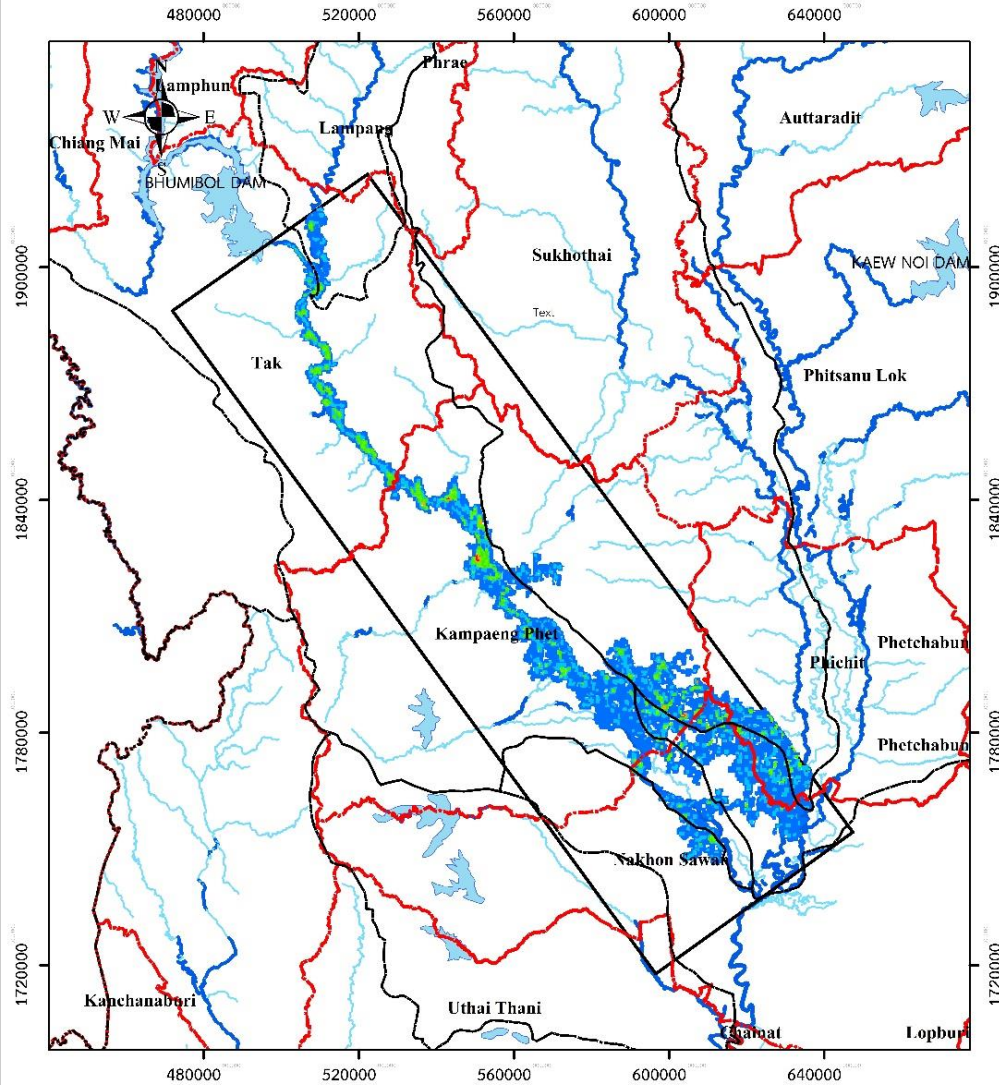 480000 520000 560000 600000 640000
Phrae
N
Lamphun
W E
Auttaradit
Lampang
Chiang Mai
S
BHUMIBOL DAM
Sukhothai
KAEW NOI DAM
1900000
1900000
Tex.
Tak
Phitsanu Lok
1840000
1840000
Kampaeng Phet
Phetchabun
Phichit
1780000
Phetchabun
1780000
Nakhon Sawan
1720000
1720000
Kanchanaburi
Uthai Thani
Chainat
Lopburi
480000 520000 560000 600000 640000